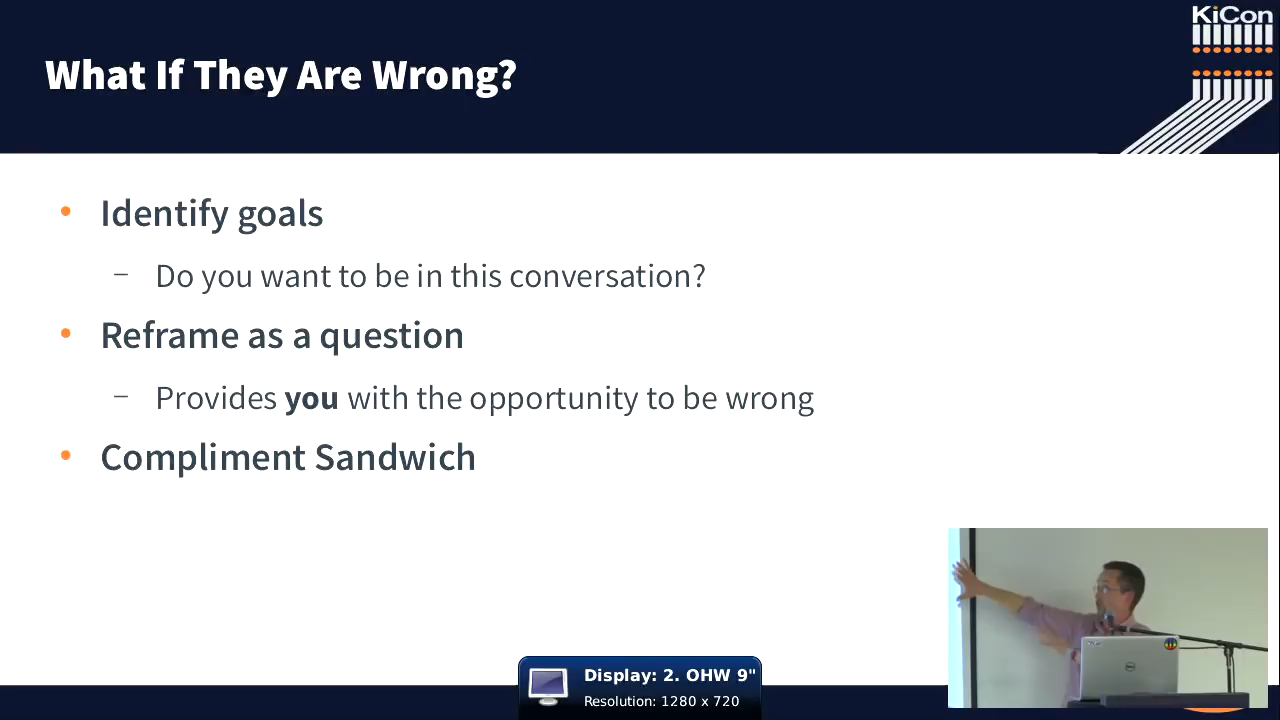 KiCon
What If They Are Wrong?
Identify goals
– Do you want to be in this conversation?
Reframe as a question
– Provides you with the opportunity to be wrong
Compliment Sandwich
Display: 2. OHW 9"
Resolution: 1280 x 720